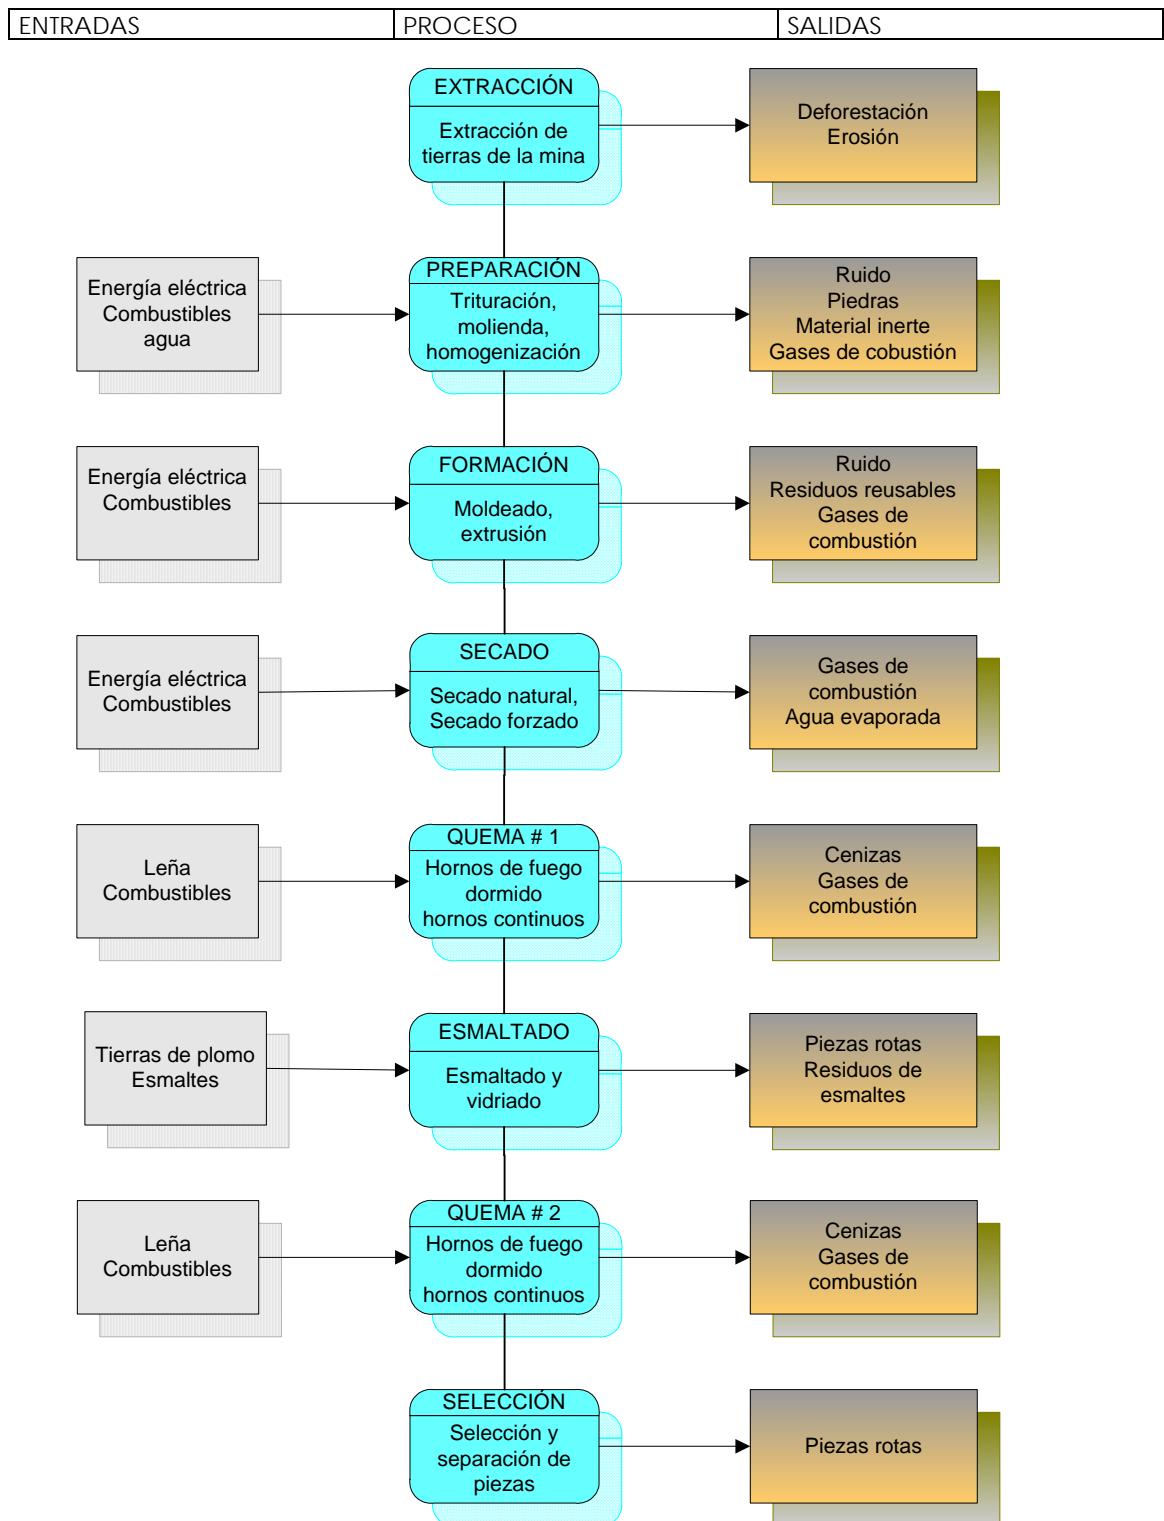 ENTRADAS
PROCESO
SALIDAS
EXTRACCIÓN
Extracción de
tierras de la mina
Deforestación
Erosión
Energía eléctrica
Combustibles
agua
PREPARACIÓN
Trituración,
molienda,
homogenización
Ruido
Piedras
Material inerte
Gases de cobustión
Energía eléctrica
Combustibles
FORMACIÓN
Moldeado,
extrusión
Ruido
Residuos reusables
Gases de
combustión
Energía eléctrica
Combustibles
SECADO
Secado natural,
Secado forzado
Gases de
combustión
Agua evaporada
Leña
Combustibles
QUEMA # 1
Hornos de fuego
dormido
hornos continuos
Cenizas
Gases de
combustión
Tierras de plomo
Esmaltes
ESMALTADO
Esmaltado y
vidriado
Piezas rotas
Residuos de
esmaltes
Leña
Combustibles
QUEMA # 2
Hornos de fuego
dormido
hornos continuos
Cenizas
Gases de
combustión
SELECCIÓN
Selección y
separación de
piezas
Piezas rotas